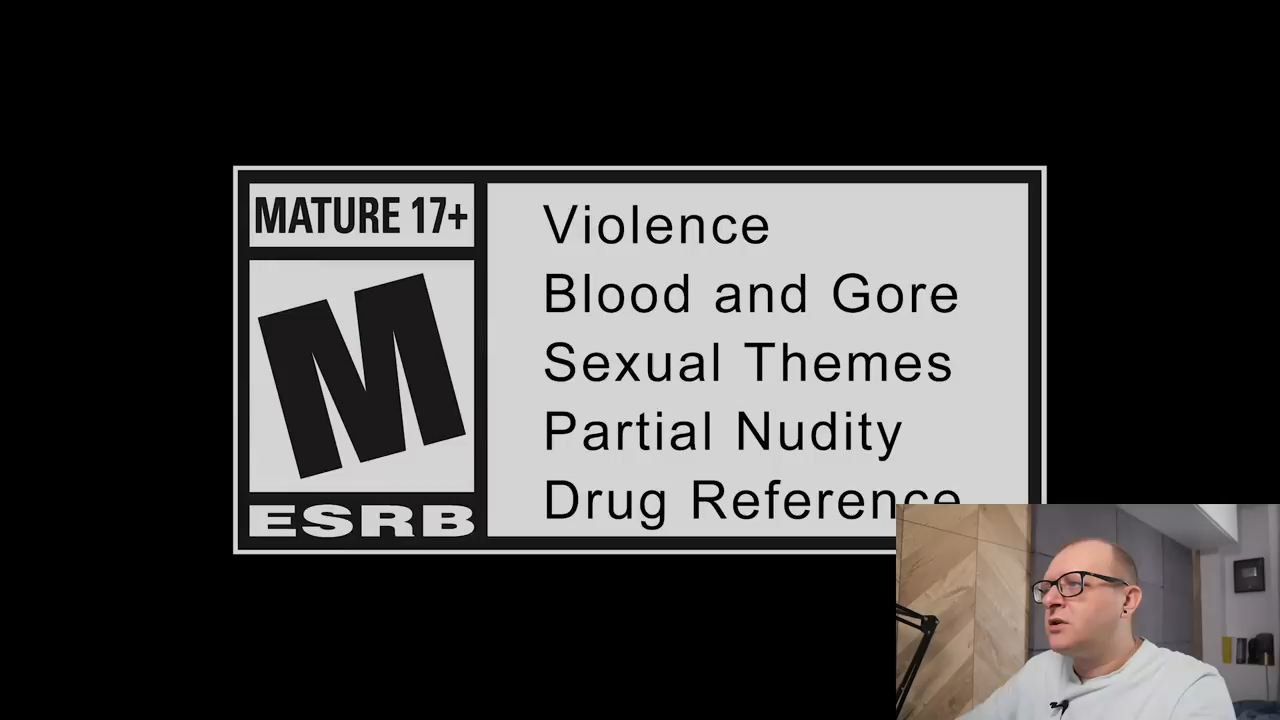 MATURE 17+
M
ESRB
Violence
Blood and Gore
Sexual Themes
Partial Nudity
Drug Reference